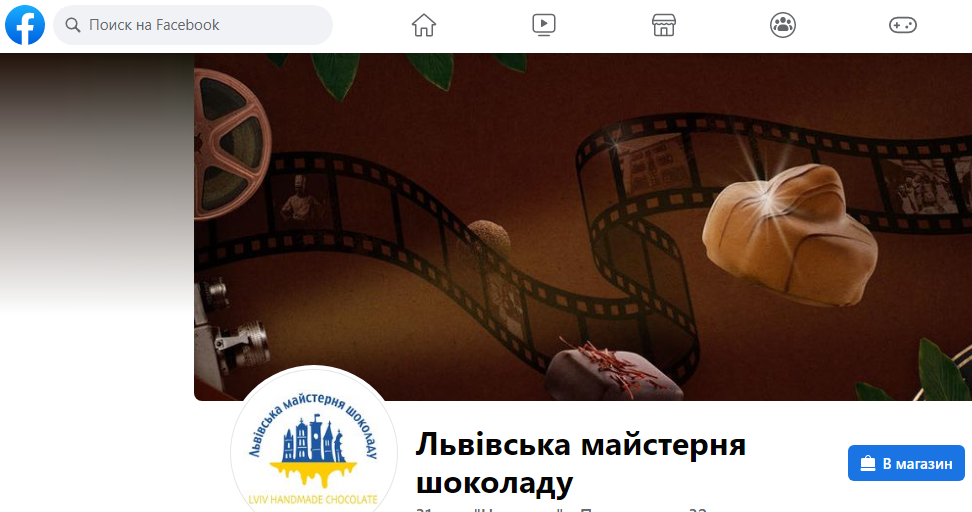 Поиск на Facebook
Львівська майстерня шоколаду
LVIV HANDMADE CHOCOLATE
Львівська майстерня
шоколаду
В магазин